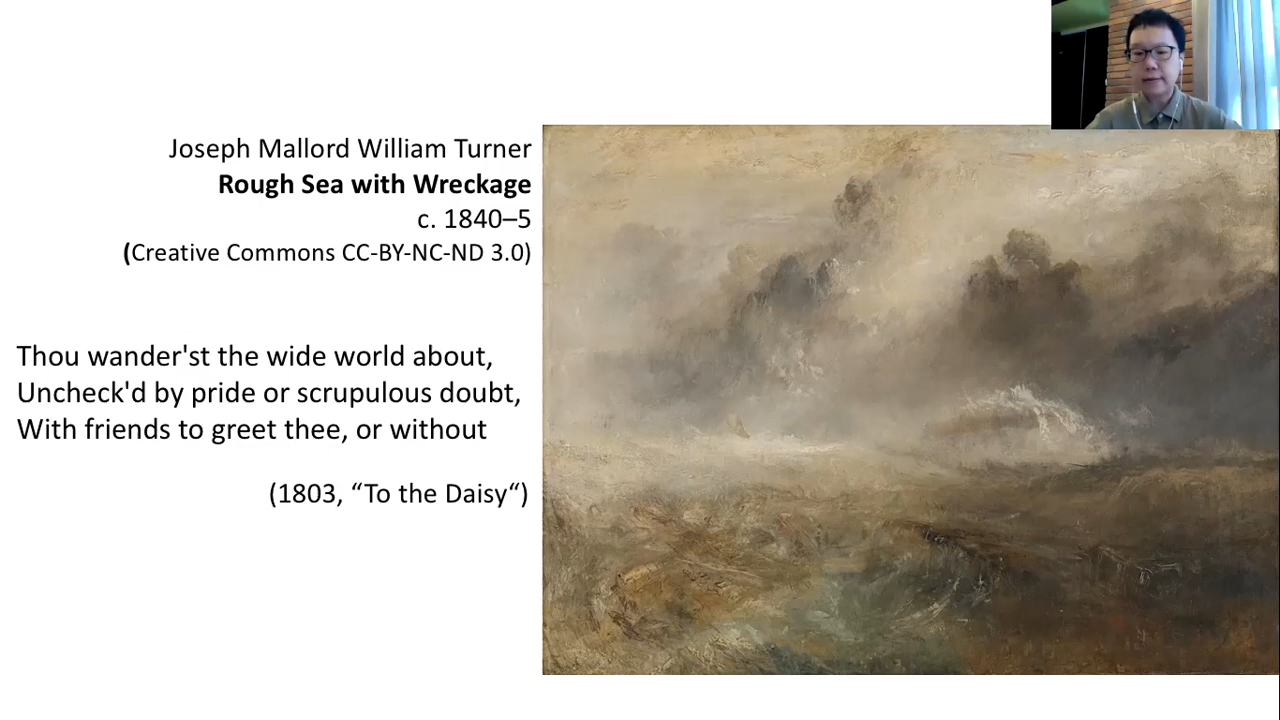 Joseph Mallord William Turner
Rough Sea with Wreckage
c. 1840–5
(Creative Commons CC-BY-NC-ND 3.0)
Thou wander'st the wide world about,
Uncheck'd by pride or scrupulous doubt,
With friends to greet thee, or without
(1803, “To the Daisy“)